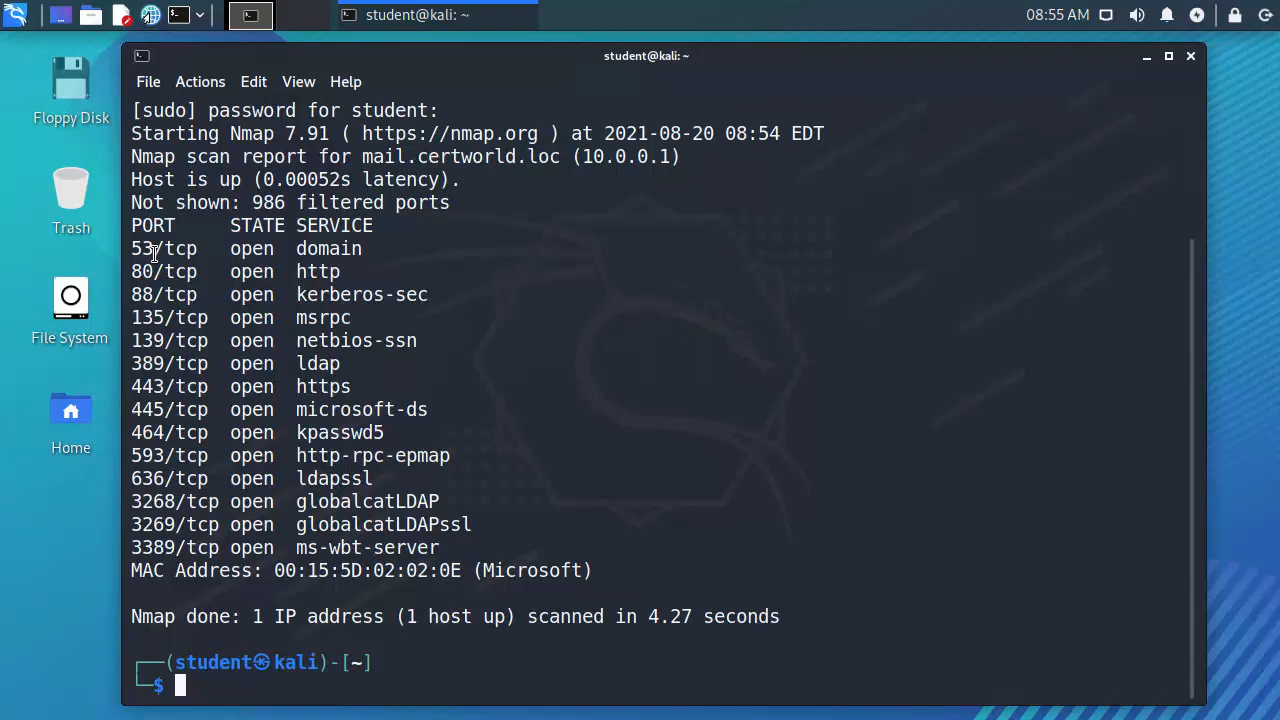 student@kali: ~
08:55 AM
student@kali: ~
File Actions Edit View Help
[sudo] password for student:
Starting Nmap 7.91 ( https://nmap.org ) at 2021-08-20 08:54 EDT
Nmap scan report for mail.certworld.loc (10.0.0.1)
Host is up (0.00052s latency).
Not shown: 986 filtered ports
PORT     STATE SERVICE
53/tcp   open  domain
80/tcp   open  http
88/tcp   open  kerberos-sec
135/tcp  open  msrpc
139/tcp  open  netbios-ssn
389/tcp  open  ldap
443/tcp  open  https
445/tcp  open  microsoft-ds
464/tcp  open  kpasswd5
593/tcp  open  http-rpc-epmap
636/tcp  open  ldapssl
3268/tcp open  globalcatLDAP
3269/tcp open  globalcatLDAPssl
3389/tcp open  ms-wbt-server
MAC Address: 00:15:5D:02:02:0E (Microsoft)
Nmap done: 1 IP address (1 host up) scanned in 4.27 seconds
┌──(student㉿kali)-[~]
└─$
Floppy Disk
Trash
File System
Home